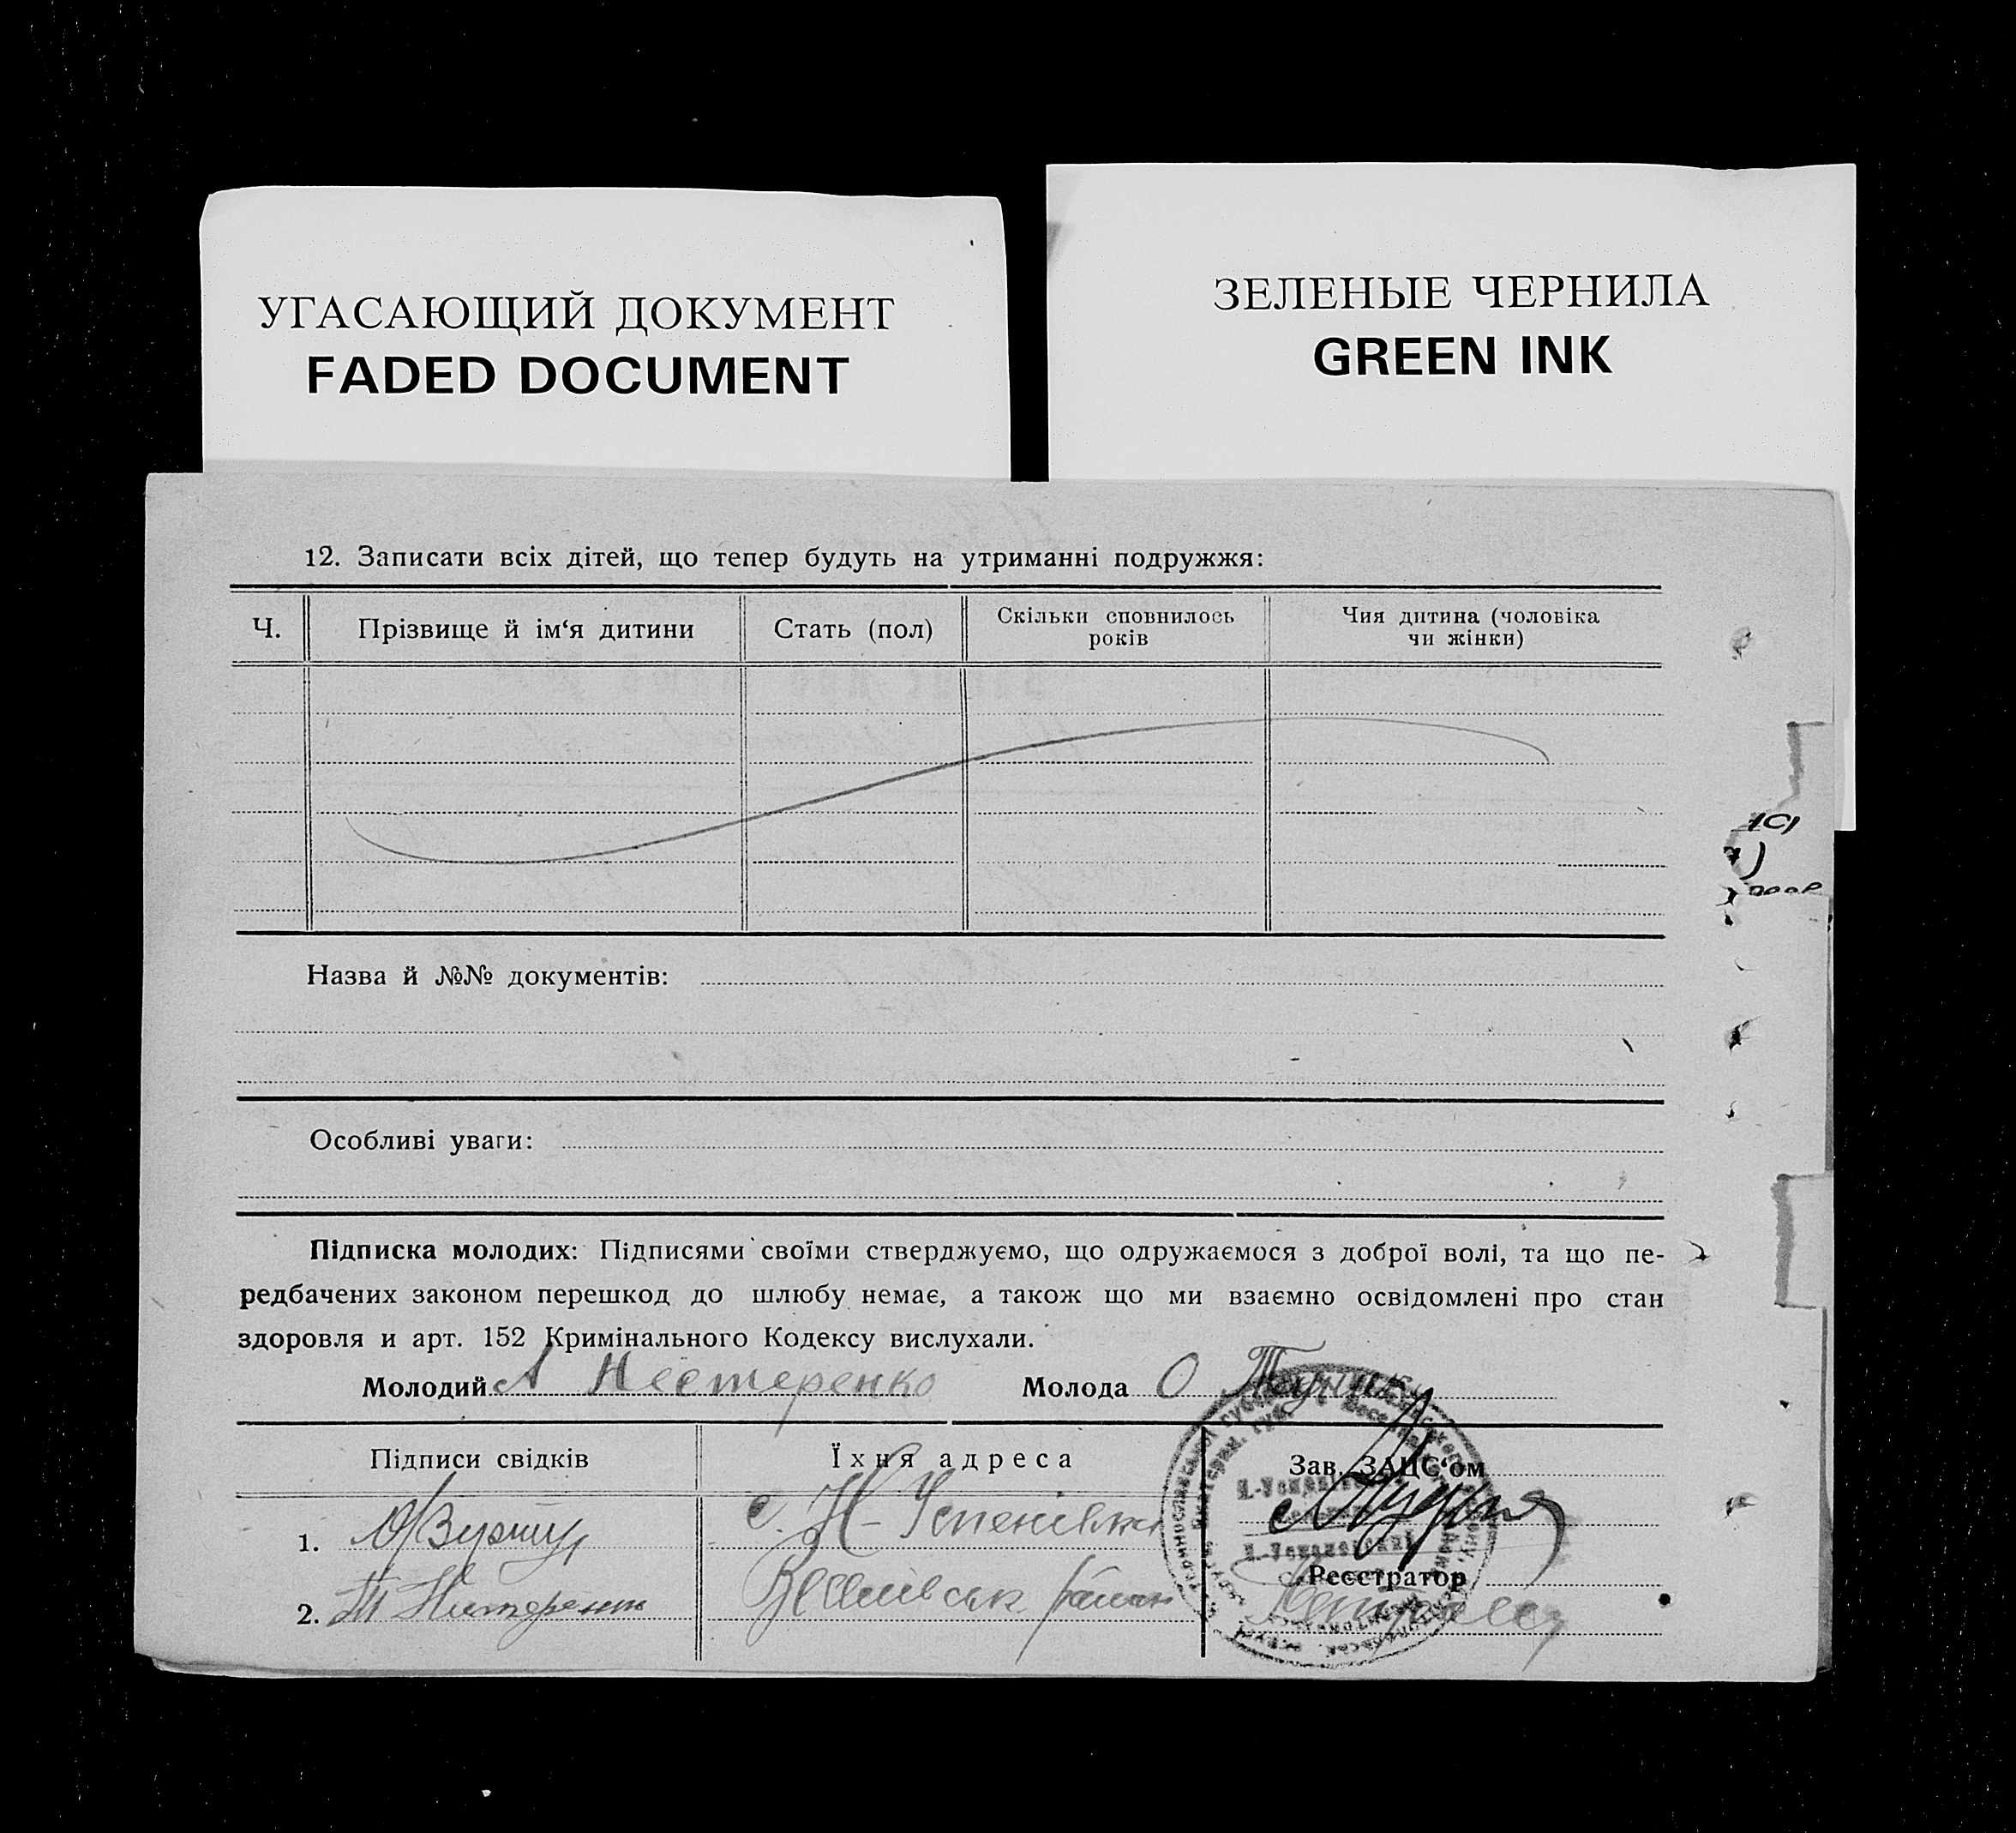 УГАСАЮЩИЙ ДОКУМЕНТ
FADED DOCUMENT
ЗЕЛЕНЫЕ ЧЕРНИЛА
GREEN INK
12. Записати всіх дітей, що тепер будуть на утриманні подружжя:
Ч. Прізвище й ім‘я дитини Стать (пол) Скільки сповнилось років Чия дитина (чоловіка чи жінки)
Назва й №№ документів:
Особливі уваги:
Підписка молодих: Підписями своїми стверджуємо, що одружаємося з доброї волі, та що пе-
редбачених законом перешкод до шлюбу немає, а також що ми взаємно освідомлені про стан
здоровля и арт. 152 Кримінального Кодексу вислухали.
Молодий А Нестеренко Молода О
Підписи свідків Їхня адреса Зав. ЗАЦС‘ом
1. с. Н-Успенівка
Реєстратор
2. район